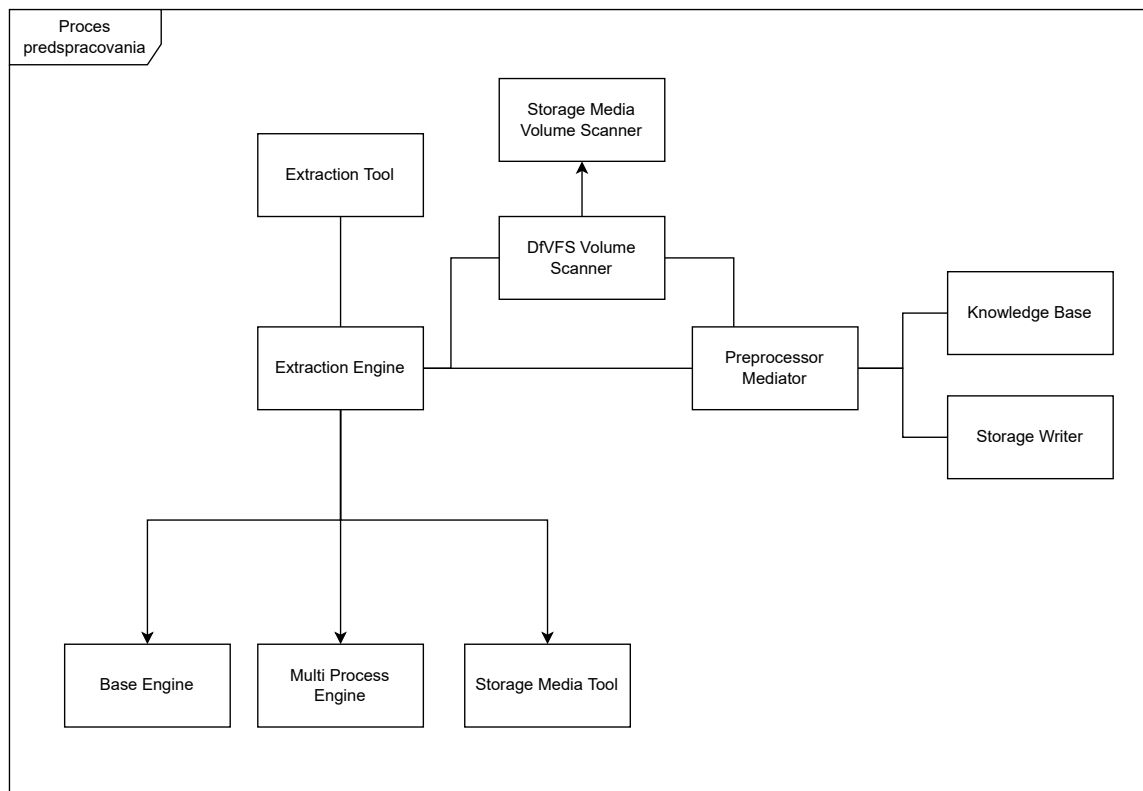 Proces
predspracovania
Storage Media
Volume Scanner
Extraction Tool
DfVFS Volume
Scanner
Knowledge Base
Extraction Engine
Preprocessor
Mediator
Storage Writer
Base Engine
Multi Process
Engine
Storage Media Tool